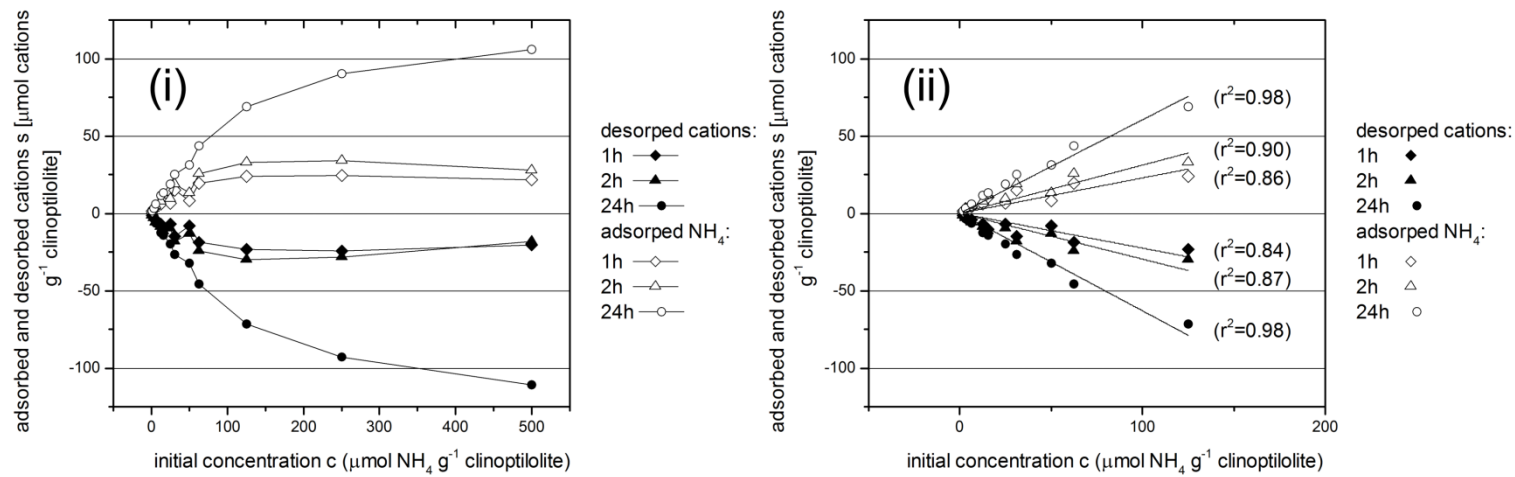 adsorbed and desorbed cations s [μmol cations
g⁻¹ clinoptilolite]
100
50
0
-50
-100
(i)
0
100
200
300
400
500
initial concentration c (μmol NH₄ g⁻¹ clinoptilolite)
desorped cations:
1h
2h
24h
adsorped NH₄:
1h
2h
24h
adsorbed and desorbed cations s [μmol cations
g⁻¹ clinoptilolite]
100
50
0
-50
-100
(ii)
(r²=0.98)
(r²=0.90)
(r²=0.86)
(r²=0.84)
(r²=0.87)
(r²=0.98)
0
100
200
initial concentration c (μmol NH₄ g⁻¹ clinoptilolite)
desorped cations:
1h
2h
24h
adsorped NH₄:
1h
2h
24h